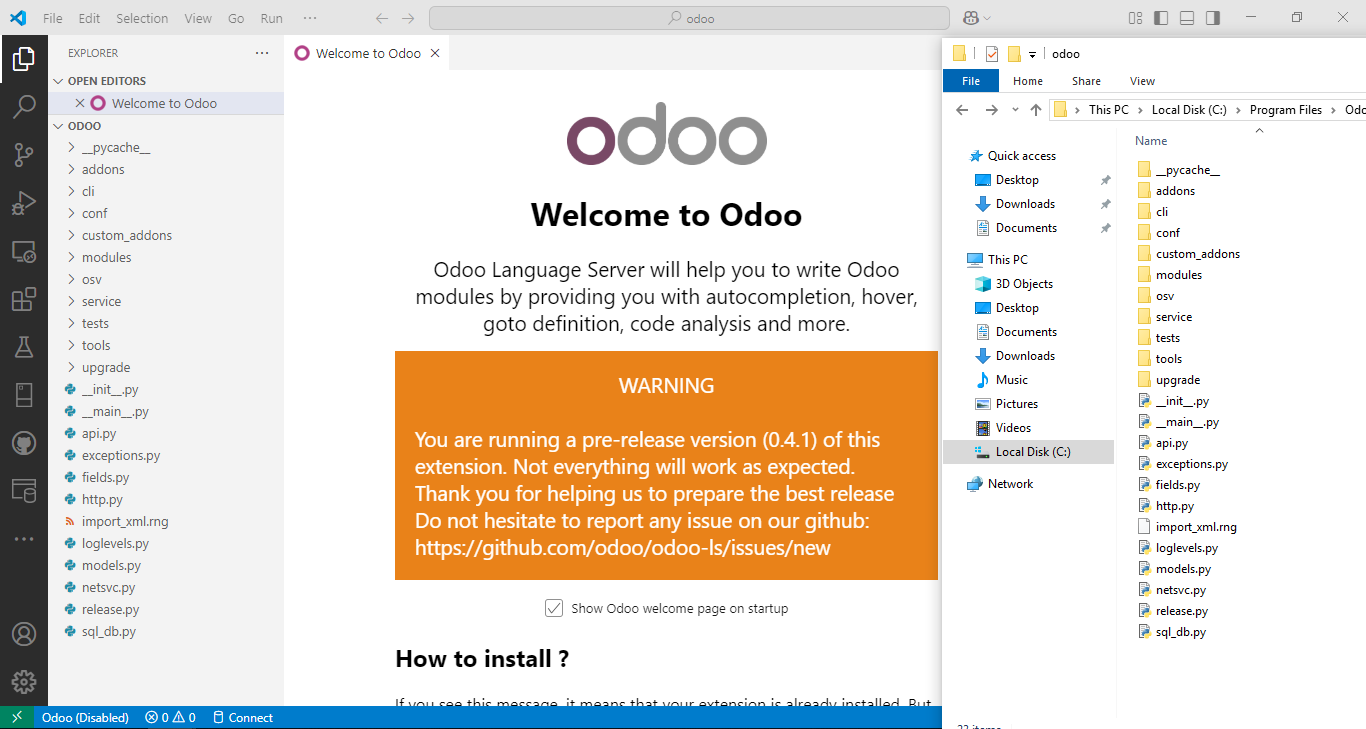 File Edit Selection View Go Run ··· odoo
EXPLORER ···
OPEN EDITORS
Welcome to Odoo
ODOO
__pycache__
addons
cli
conf
custom_addons
modules
osv
service
tests
tools
upgrade
__init__.py
__main__.py
api.py
exceptions.py
fields.py
http.py
import_xml.rng
loglevels.py
models.py
netsvc.py
release.py
sql_db.py
Welcome to Odoo
odoo
Welcome to Odoo
Odoo Language Server will help you to write Odoo
modules by providing you with autocompletion, hover,
goto definition, code analysis and more.
WARNING
You are running a pre-release version (0.4.1) of this
extension. Not everything will work as expected.
Thank you for helping us to prepare the best release
Do not hesitate to report any issue on our github:
https://github.com/odoo/odoo-ls/issues/new
Show Odoo welcome page on startup
How to install ?
If you see this message, it means that your extension is already installed. But
Odoo (Disabled) 0 0 Connect
odoo
File Home Share View
This PC Local Disk (C:) Program Files Odo
Quick access
Desktop
Downloads
Documents
This PC
3D Objects
Desktop
Documents
Downloads
Music
Pictures
Videos
Local Disk (C:)
Network
Name
__pycache__
addons
cli
conf
custom_addons
modules
osv
service
tests
tools
upgrade
__init__.py
__main__.py
api.py
exceptions.py
fields.py
http.py
import_xml.rng
loglevels.py
models.py
netsvc.py
release.py
sql_db.py